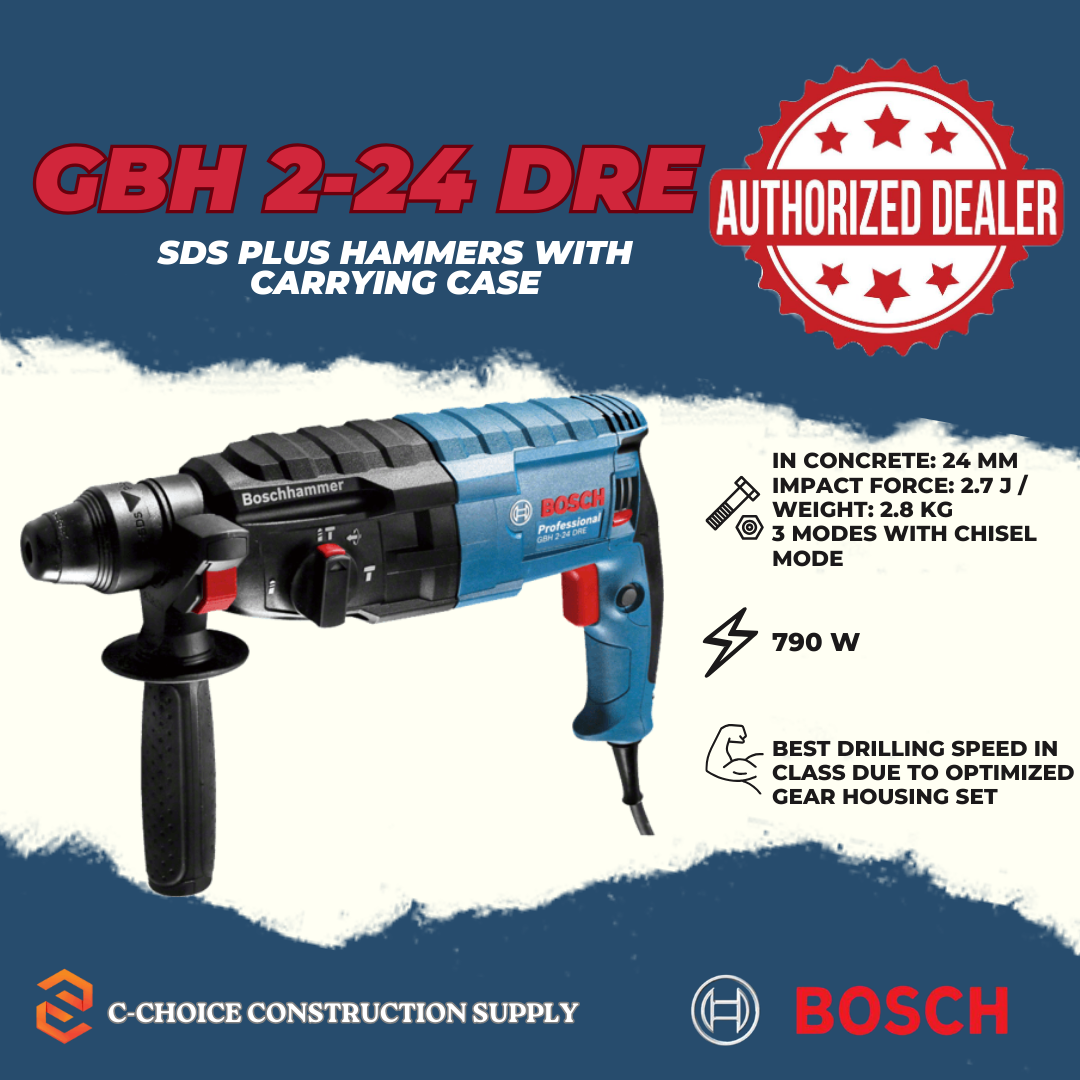 GBH 2-24 DRE
AUTHORIZED DEALER
SDS PLUS HAMMERS WITH
CARRYING CASE
IN CONCRETE: 24 MM
IMPACT FORCE: 2.7 J /
WEIGHT: 2.8 KG
3 MODES WITH CHISEL
MODE
Boschhammer
BOSCH
Professional
GBH 2-24 DRE
790 W
BEST DRILLING SPEED IN
CLASS DUE TO OPTIMIZED
GEAR HOUSING SET
C-CHOICE CONSTRUCTION SUPPLY
BOSCH